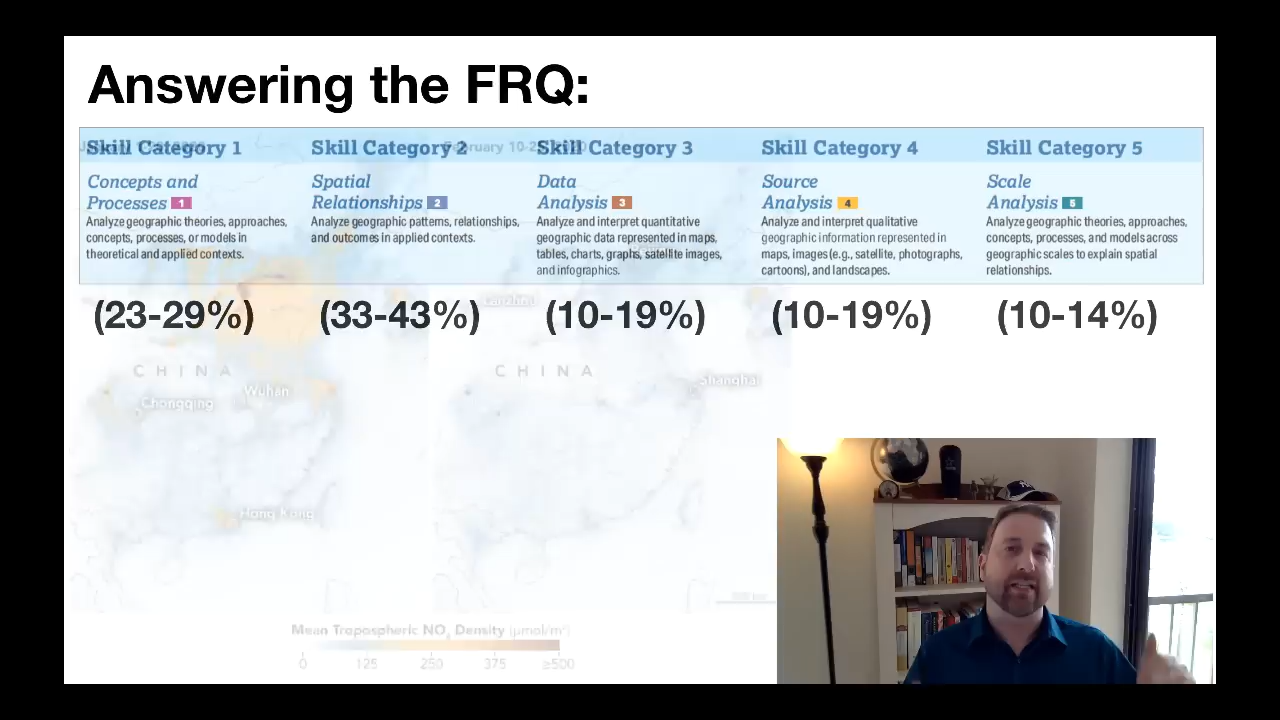 Answering the FRQ:
Skill Category 1
Skill Category 2
Skill Category 3
Skill Category 4
Skill Category 5
Concepts and
Processes 1
Analyze geographic theories, approaches,
concepts, processes, or models in
theoretical and applied contexts.
Spatial
Relationships 2
Analyze geographic patterns, relationships,
and outcomes in applied contexts.
Data
Analysis 3
Analyze and interpret quantitative
geographic data represented in maps,
tables, charts, graphs, satellite images,
and infographics.
Source
Analysis 4
Analyze and interpret qualitative
geographic information represented in
maps, images (e.g., satellite, photographs,
cartoons), and landscapes.
Scale
Analysis 5
Analyze geographic theories, approaches,
concepts, processes, and models across
geographic scales to explain spatial
relationships.
(23-29%)
(33-43%)
(10-19%)
(10-19%)
(10-14%)
February 10-25
Lanzhou
CHINA
CHINA
Shanghai
Wuhan
Chongqing
Hong Kong
Mean Tropospheric NO₂ Density (μmol/m²)
0 125 250 375 ≥500